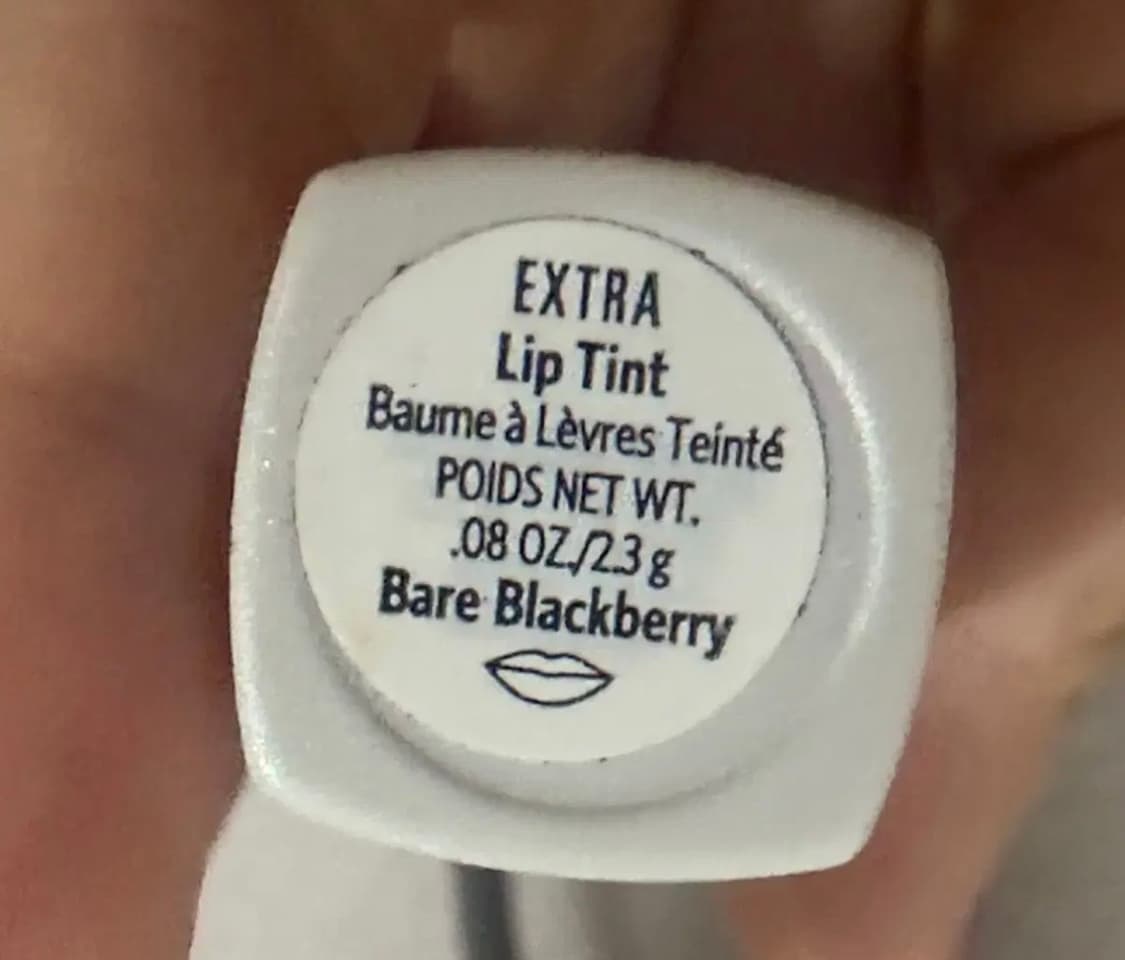 EXTRA
Lip Tint
Baume à Lèvres Teinté
POIDS NET WT.
.08 OZ./2.3 g
Bare Blackberry